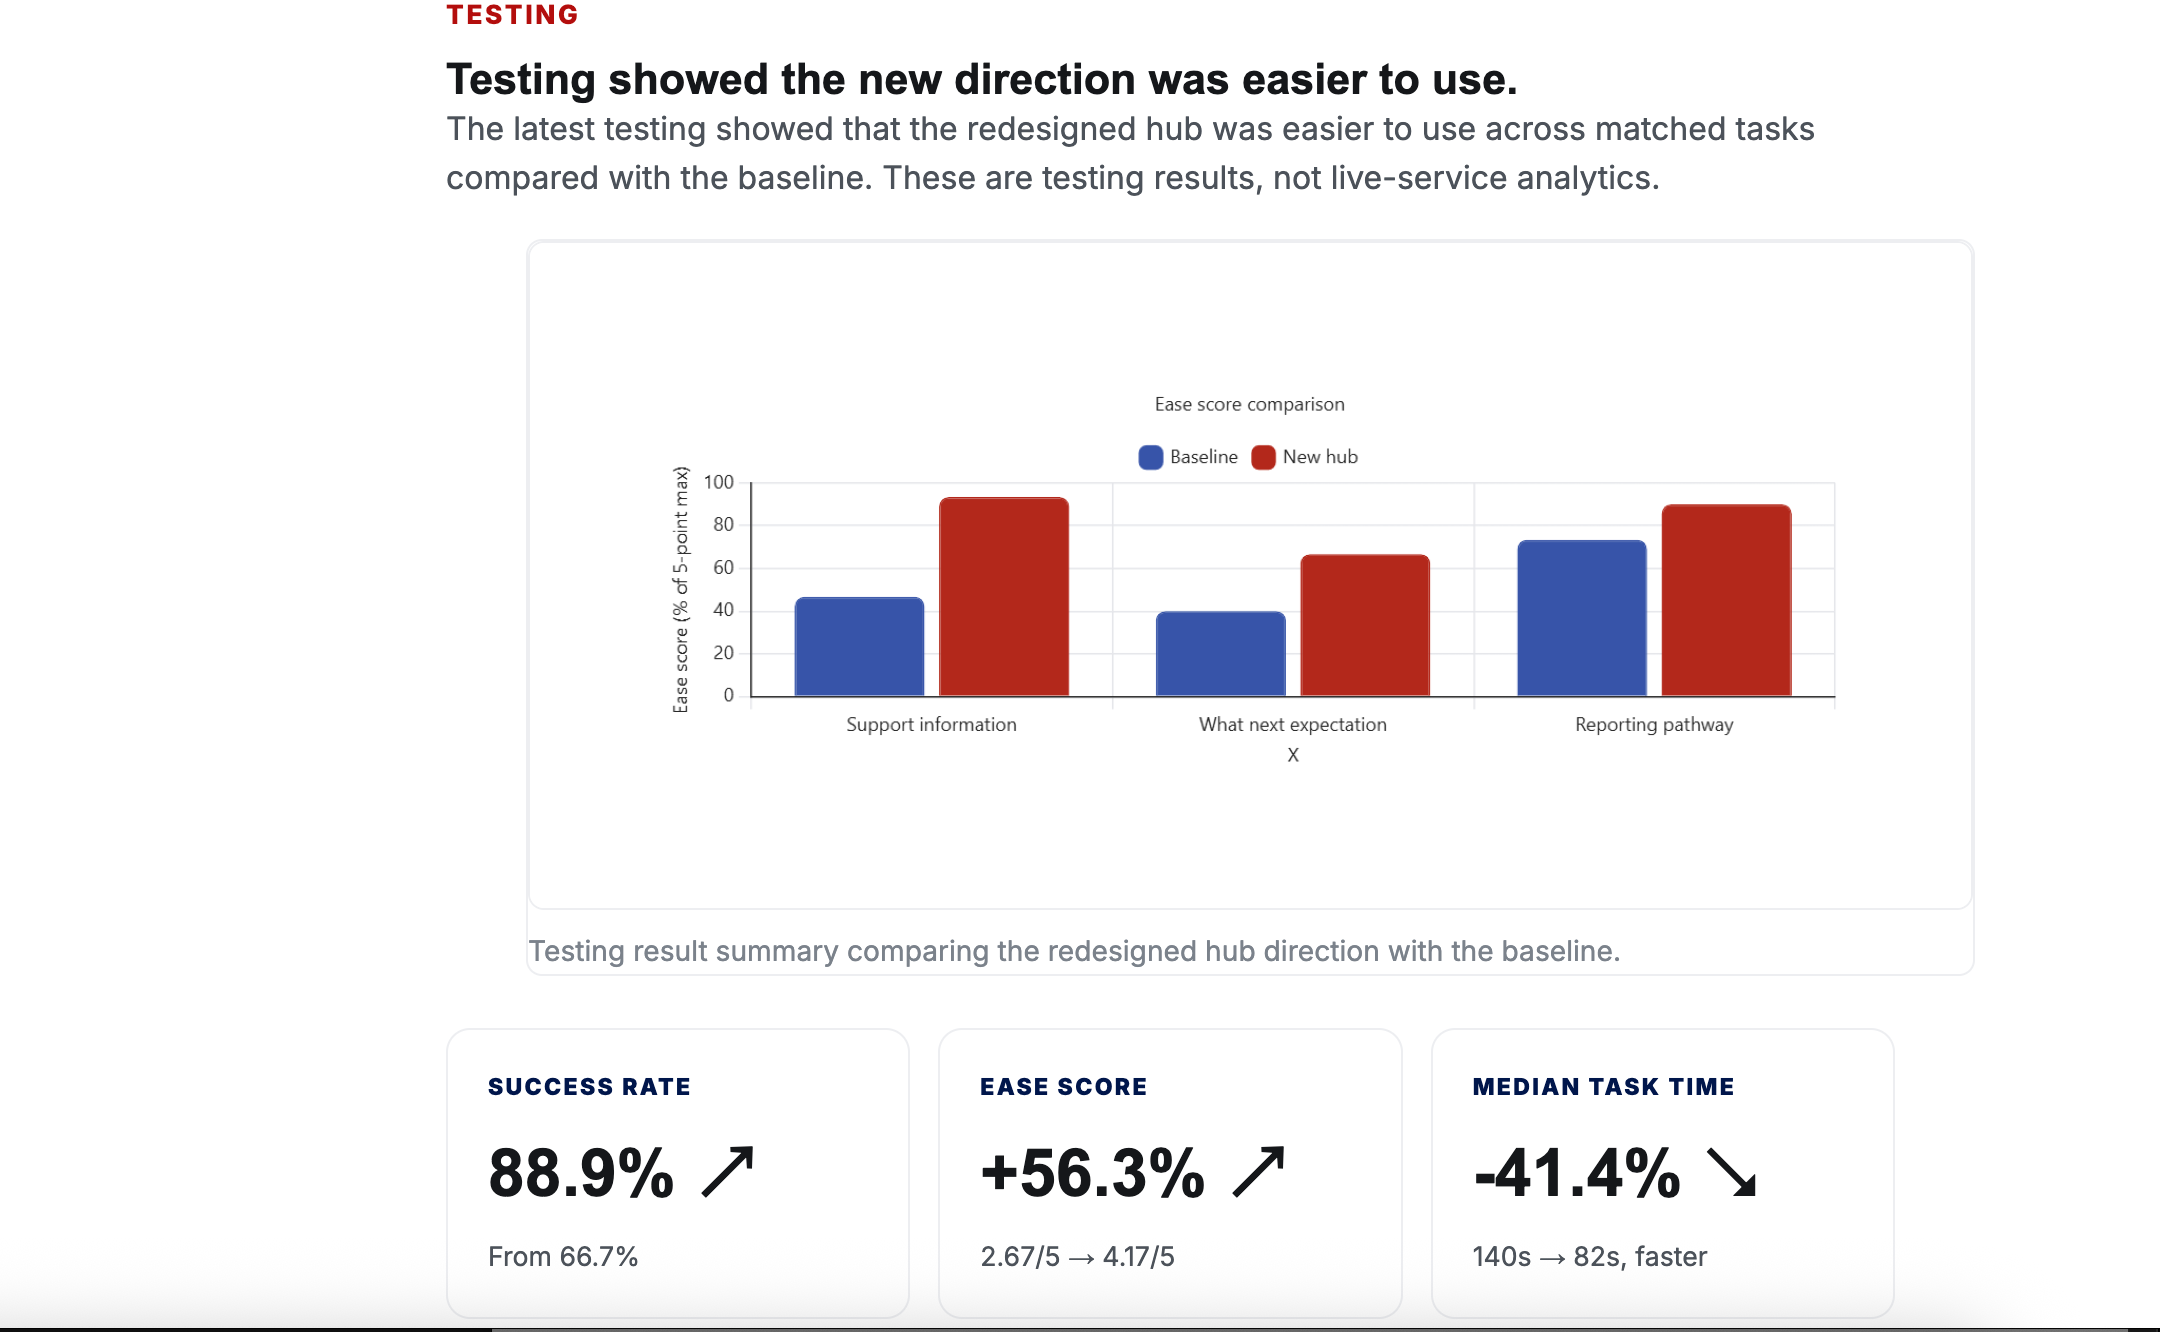 TESTING
Testing showed the new direction was easier to use.
The latest testing showed that the redesigned hub was easier to use across matched tasks
compared with the baseline. These are testing results, not live-service analytics.
Ease score comparison
Baseline New hub
Ease score (% of 5-point max)
100
80
60
40
20
0
Support information What next expectation Reporting pathway
X
Testing result summary comparing the redesigned hub direction with the baseline.
SUCCESS RATE
88.9% ↗
From 66.7%
EASE SCORE
+56.3% ↗
2.67/5 → 4.17/5
MEDIAN TASK TIME
-41.4% ↘
140s → 82s, faster